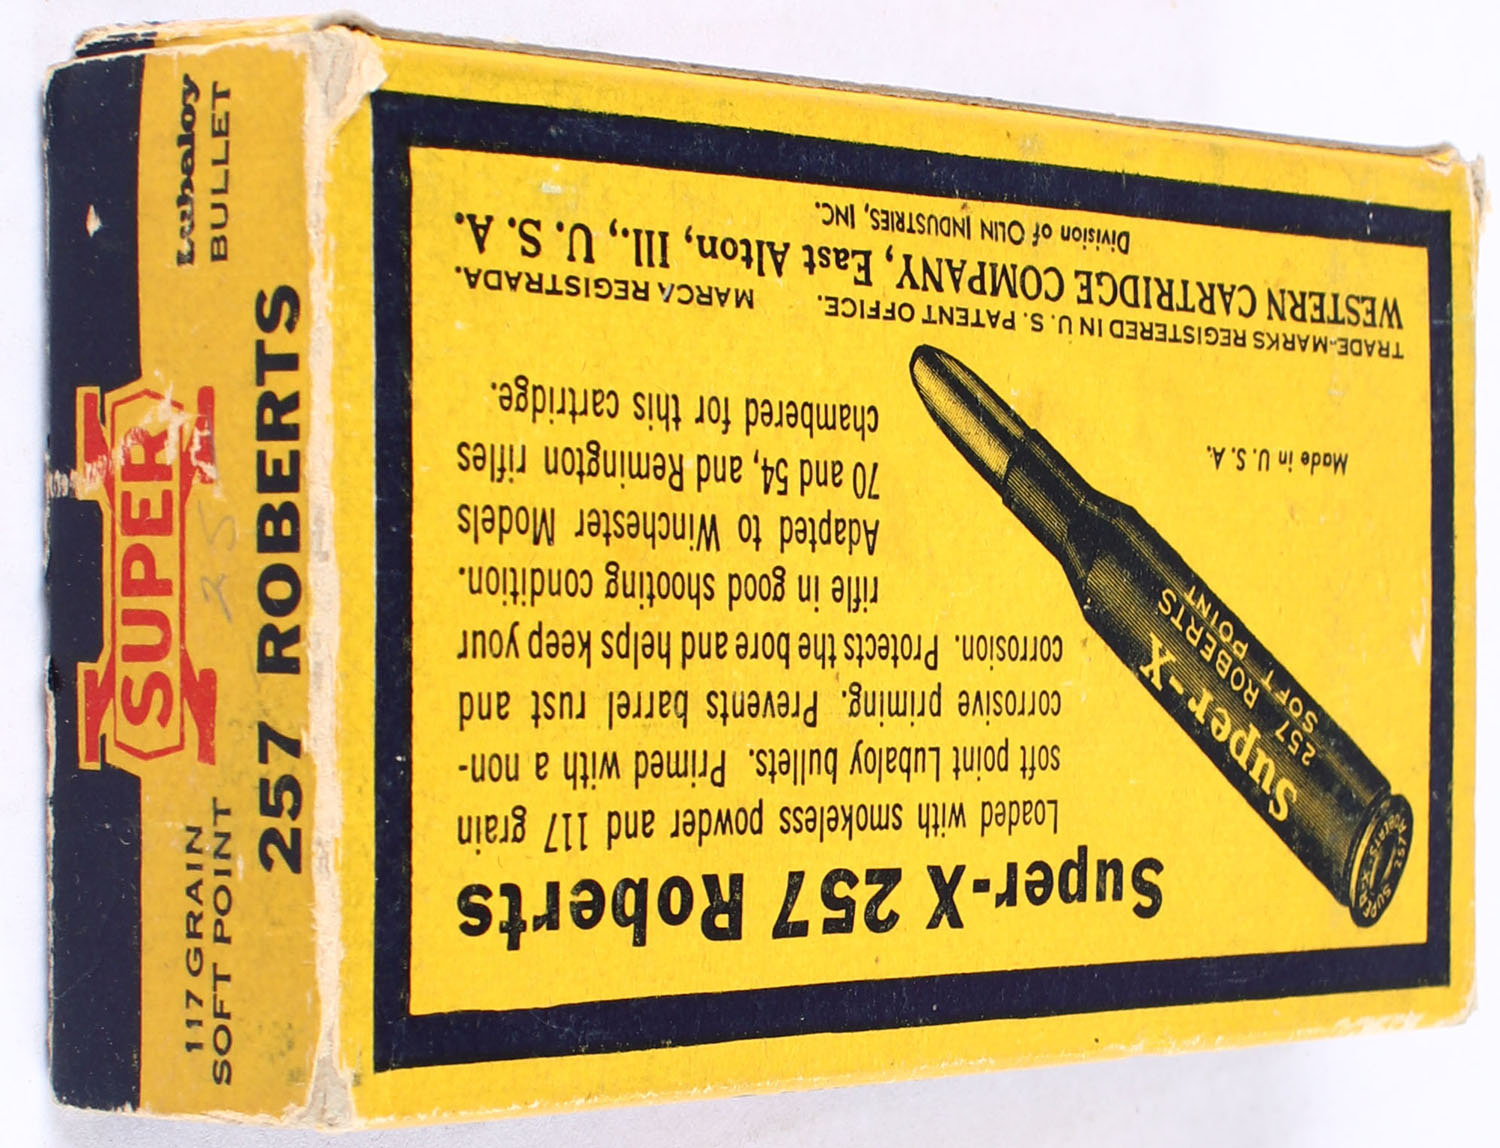 Super-X 257 Roberts
Loaded with smokeless powder and 117 grain
soft point Lubaloy bullets. Primed with a non-
corrosive priming. Prevents barrel rust and
corrosion. Protects the bore and helps keep your
rifle in good shooting condition.
Adapted to Winchester Models
70 and 54, and Remington rifles
chambered for this cartridge.
Super-X
257 ROBERTS
SOFT POINT
Made in U.S.A.
TRADE-MARKS REGISTERED IN U. S. PATENT OFFICE. MARCA REGISTRADA.
WESTERN CARTRIDGE COMPANY, East Alton, Ill., U. S. A.
Division of OLIN INDUSTRIES, INC.
117 GRAIN
SOFT POINT
SUPER X
Lubaloy
BULLET
257 ROBERTS
25